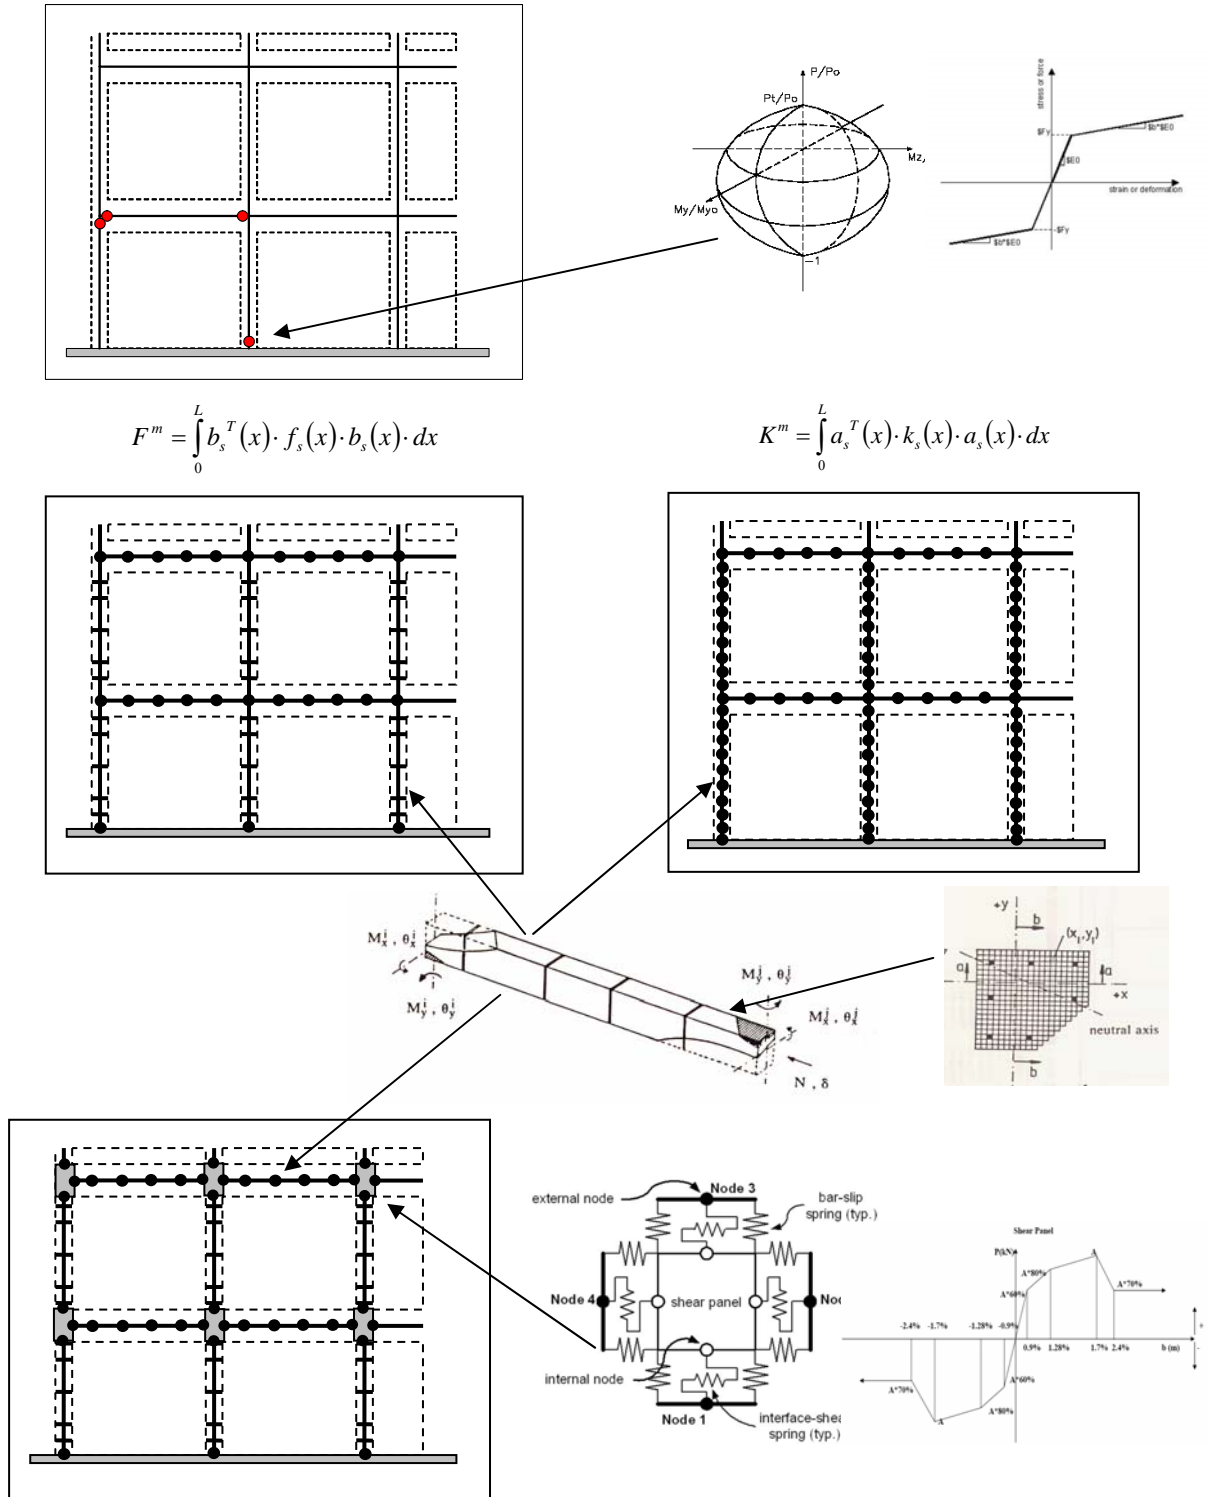 P/Po
Pt/Po
Mz,
My/Myo
-1
stress or force
$Fy
$b*$E0
$E0
strain or deformation
-$Fy
$b*$E0
F^m = ∫_0^L b_s^T(x) · f_s(x) · b_s(x) · dx
K^m = ∫_0^L a_s^T(x) · k_s(x) · a_s(x) · dx
M_x^i , θ_x^i
M_y^i , θ_y^i
M_y^j , θ_y^j
M_x^j , θ_x^j
N , δ
+y
b
(x_i,y_i)
a
a
+x
neutral axis
b
external node
Node 3
bar-slip
spring (typ.)
Node 4
shear panel
internal node
Node 1
spring (typ.)
Shear Panel
P(kN)
A
A*80%
A*70%
A*60%
-2.4%
-1.7%
-1.28%
-0.9%
+
0.9%
1.28%
1.7%
2.4%
b (m)
-
A*70%
A*60%
A*80%
A